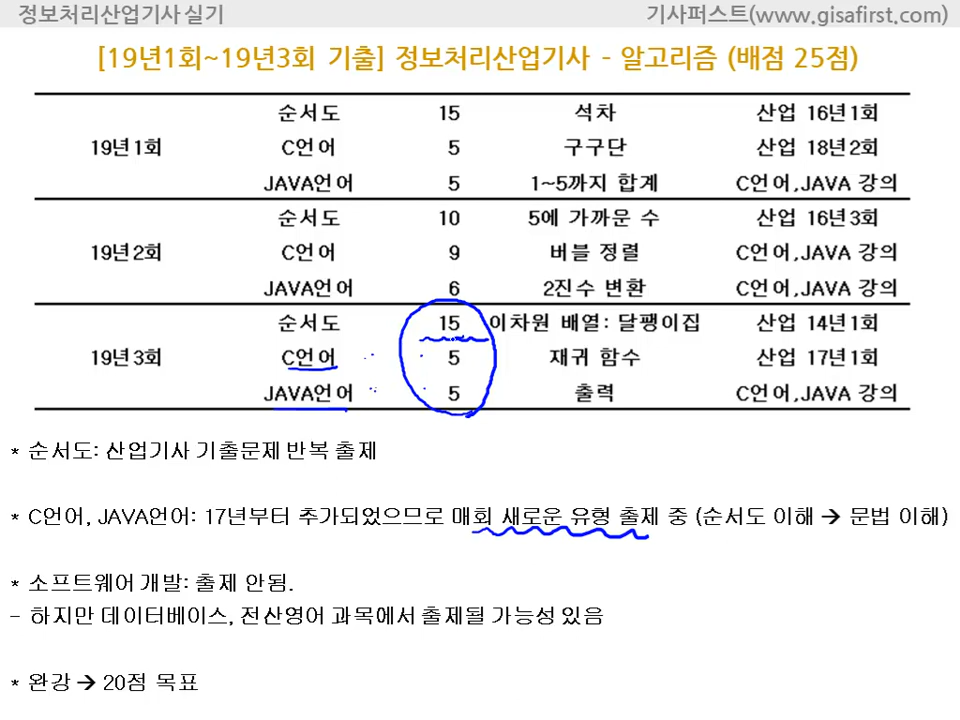 정보처리산업기사 실기 기사퍼스트(www.gisafirst.com)
[19년1회~19년3회 기출] 정보처리산업기사 - 알고리즘 (배점 25점)
순서도 15 석차 산업 16년1회
19년1회 C언어 5 구구단 산업 18년2회
JAVA언어 5 1~5까지 합계 C언어,JAVA 강의
순서도 10 5에 가까운 수 산업 16년3회
19년2회 C언어 9 버블 정렬 C언어,JAVA 강의
JAVA언어 6 2진수 변환 C언어,JAVA 강의
순서도 15 이차원 배열: 달팽이집 산업 14년1회
19년3회 C언어 5 재귀 함수 산업 17년1회
JAVA언어 5 출력 C언어,JAVA 강의
* 순서도: 산업기사 기출문제 반복 출제
* C언어, JAVA언어: 17년부터 추가되었으므로 매회 새로운 유형 출제 중 (순서도 이해 → 문법 이해)
* 소프트웨어 개발: 출제 안됨.
- 하지만 데이터베이스, 전산영어 과목에서 출제될 가능성 있음
* 완강 → 20점 목표